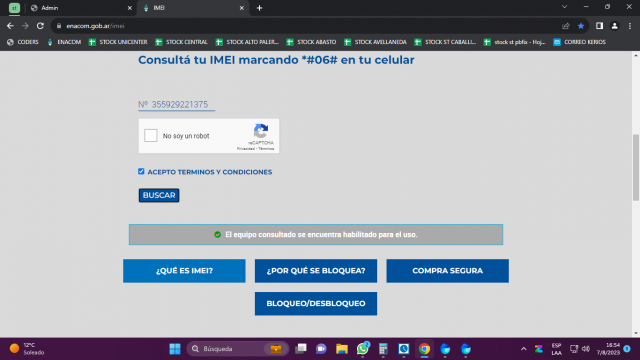 Admin
IMEI
enacom.gob.ar/imei
CODERS
ENACOM
STOCK UNICENTER
STOCK CENTRAL
STOCK ALTO PALER...
STOCK ABASTO
STOCK AVELLANEDA
STOCK ST CABALLI...
stock st pbfix - Hoj...
CORREO KERIOS
Consultá tu IMEI marcando *#06# en tu celular
Nº 355929221375
No soy un robot
reCAPTCHA
Privacidad - Términos
ACEPTO TERMINOS Y CONDICIONES
BUSCAR
El equipo consultado se encuentra habilitado para el uso.
¿QUÉ ES IMEI?
¿POR QUÉ SE BLOQUEA?
COMPRA SEGURA
BLOQUEO/DESBLOQUEO
12°C
Soleado
Búsqueda
ESP
LAA
16:54
7/8/2023